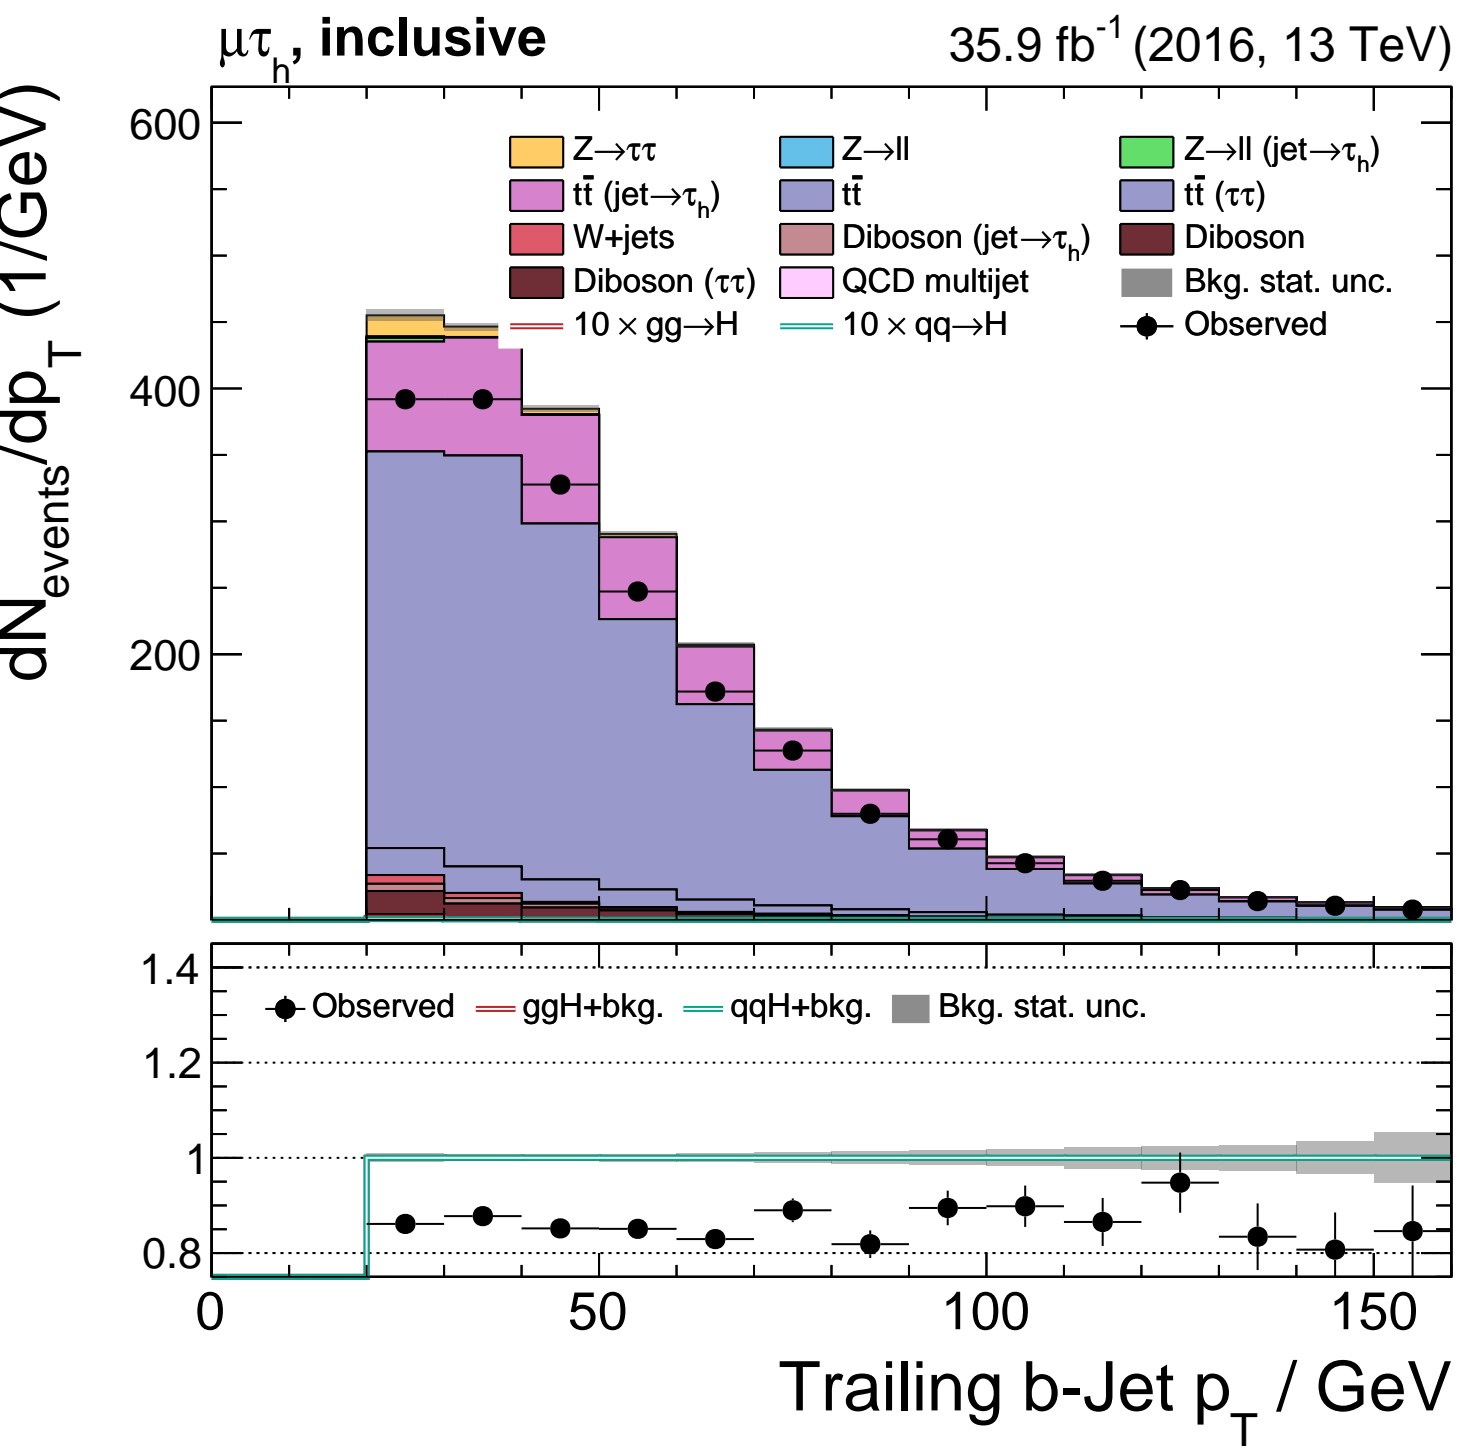 μτh, inclusive 35.9 fb-1 (2016, 13 TeV)
dNevents/dpT (1/GeV)
600
400
200
Z→ττ Z→ll Z→ll (jet→τh)
tt̄ (jet→τh) tt̄ tt̄ (ττ)
W+jets Diboson (jet→τh) Diboson
Diboson (ττ) QCD multijet Bkg. stat. unc.
10 × gg→H 10 × qq→H Observed
1.4
Observed ggH+bkg. qqH+bkg. Bkg. stat. unc.
1.2
1
0.8
0 50 100 150
Trailing b-Jet pT / GeV